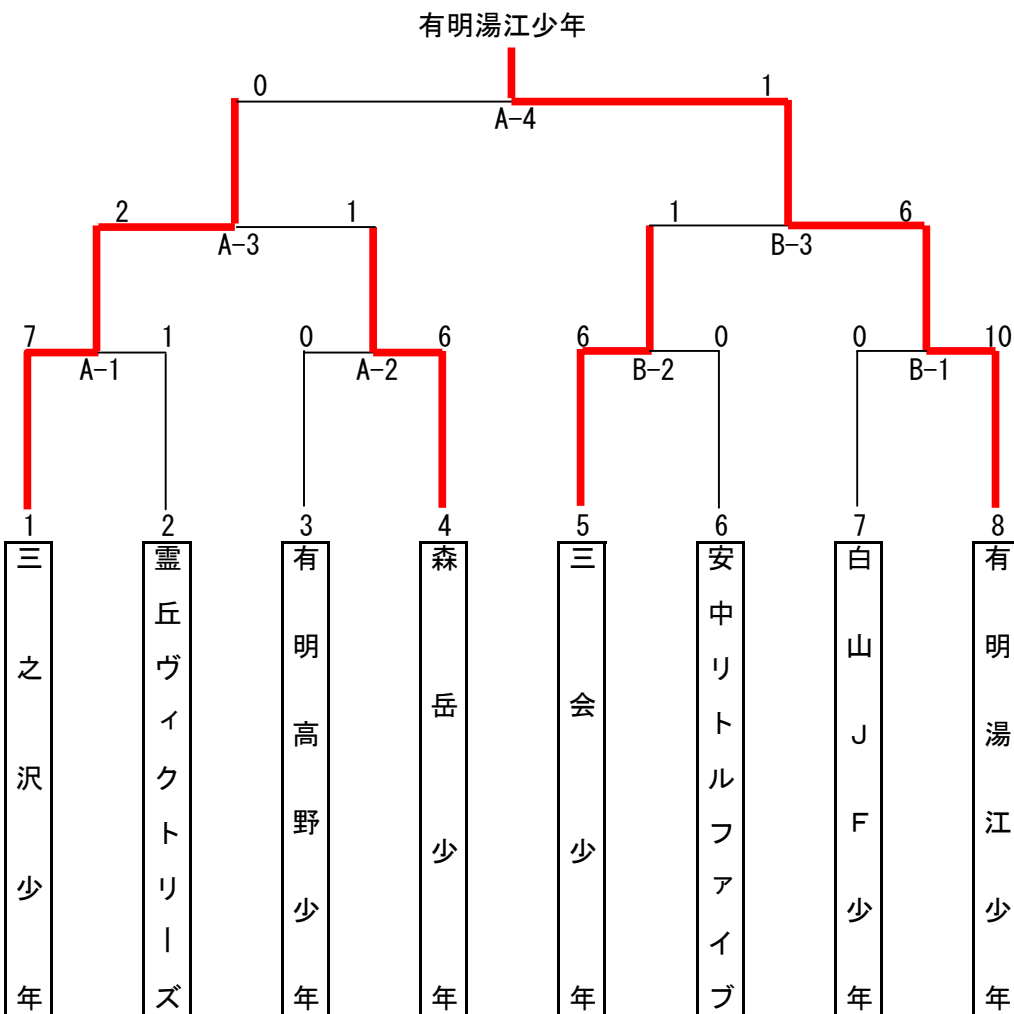 有明湯江少年
0 1
A-4
2 1 1 6
A-3 B-3
7 1 0 6 6 0 0 10
A-1 A-2 B-2 B-1
1 2 3 4 5 6 7 8
三之沢少年
霊丘ヴィクトリーズ
有明高野少年
森岳少年
三会少年
安中リトルファイブ
白山JF少年
有明湯江少年